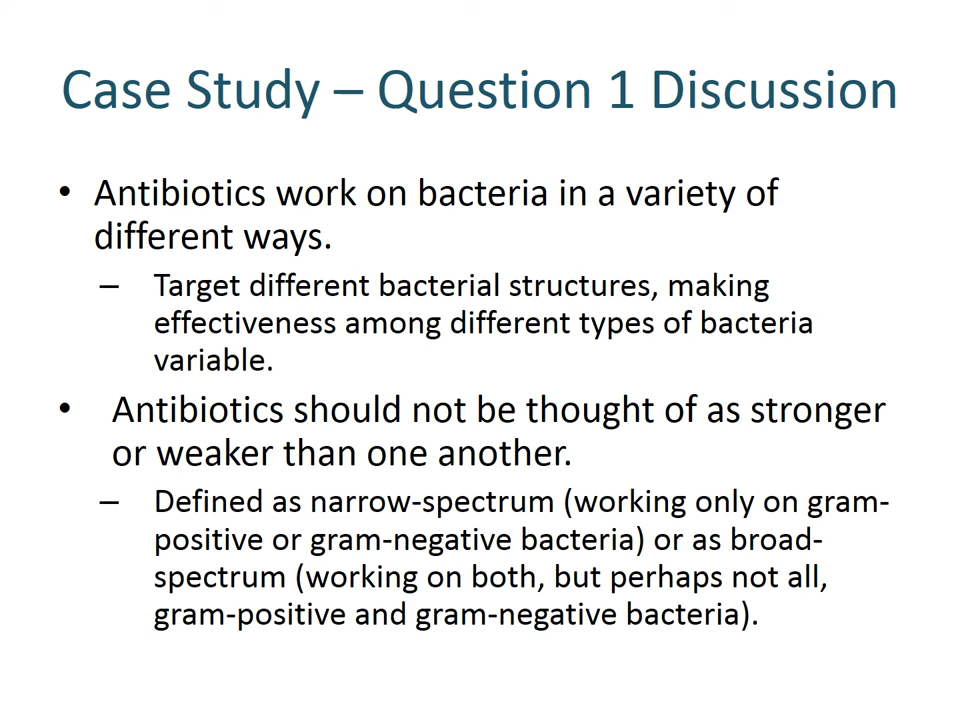 Case Study – Question 1 Discussion
• Antibiotics work on bacteria in a variety of
different ways.
– Target different bacterial structures, making
effectiveness among different types of bacteria
variable.
• Antibiotics should not be thought of as stronger
or weaker than one another.
– Defined as narrow-spectrum (working only on gram-
positive or gram-negative bacteria) or as broad-
spectrum (working on both, but perhaps not all,
gram-positive and gram-negative bacteria).